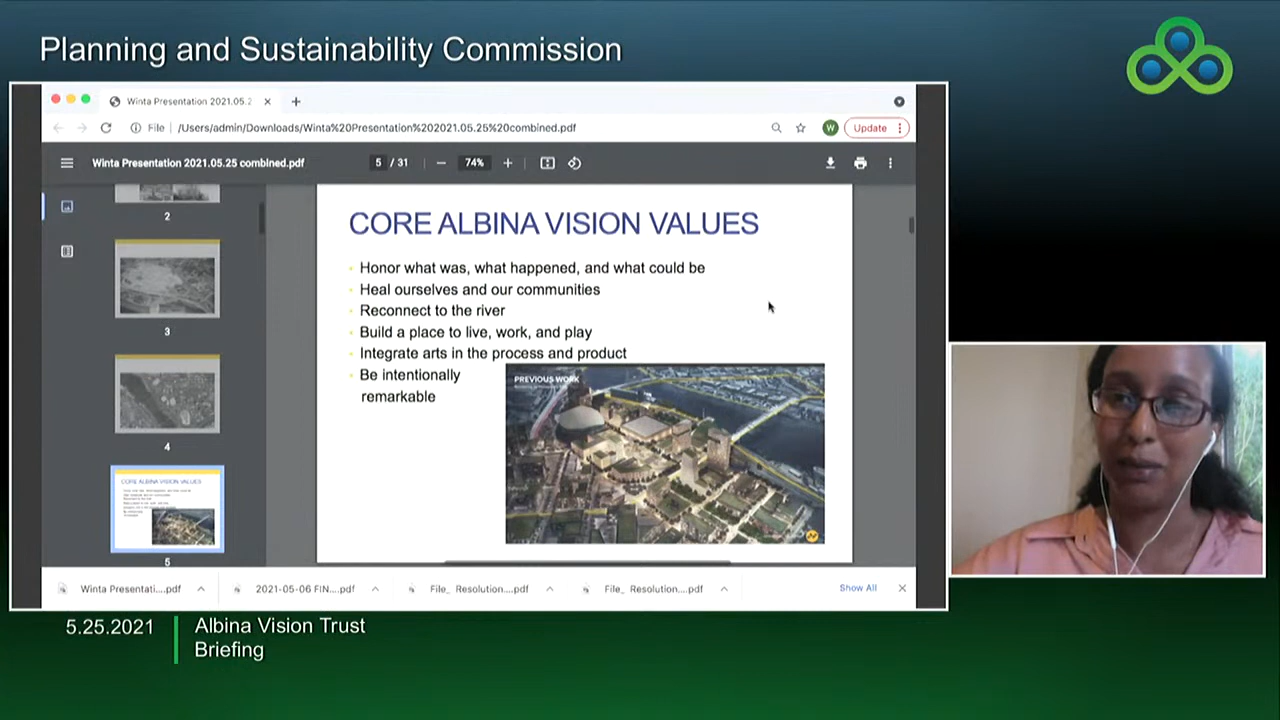 Planning and Sustainability Commission
Winta Presentation 2021.05.2
File
/Users/admin/Downloads/Winta%20Presentation%202021.05.25%20combined.pdf
W
Update
Winta Presentation 2021.05.25 combined.pdf
5 / 31
74%
2
3
4
CORE ALBINA VISION VALUES
5
CORE ALBINA VISION VALUES
Honor what was, what happened, and what could be
Heal ourselves and our communities
Reconnect to the river
Build a place to live, work, and play
Integrate arts in the process and product
Be intentionally
remarkable
PREVIOUS WORK
Winta Presentati....pdf
2021-05-06 FIN....pdf
File_ Resolution....pdf
File_ Resolution....pdf
Show All
5.25.2021
Albina Vision Trust
Briefing